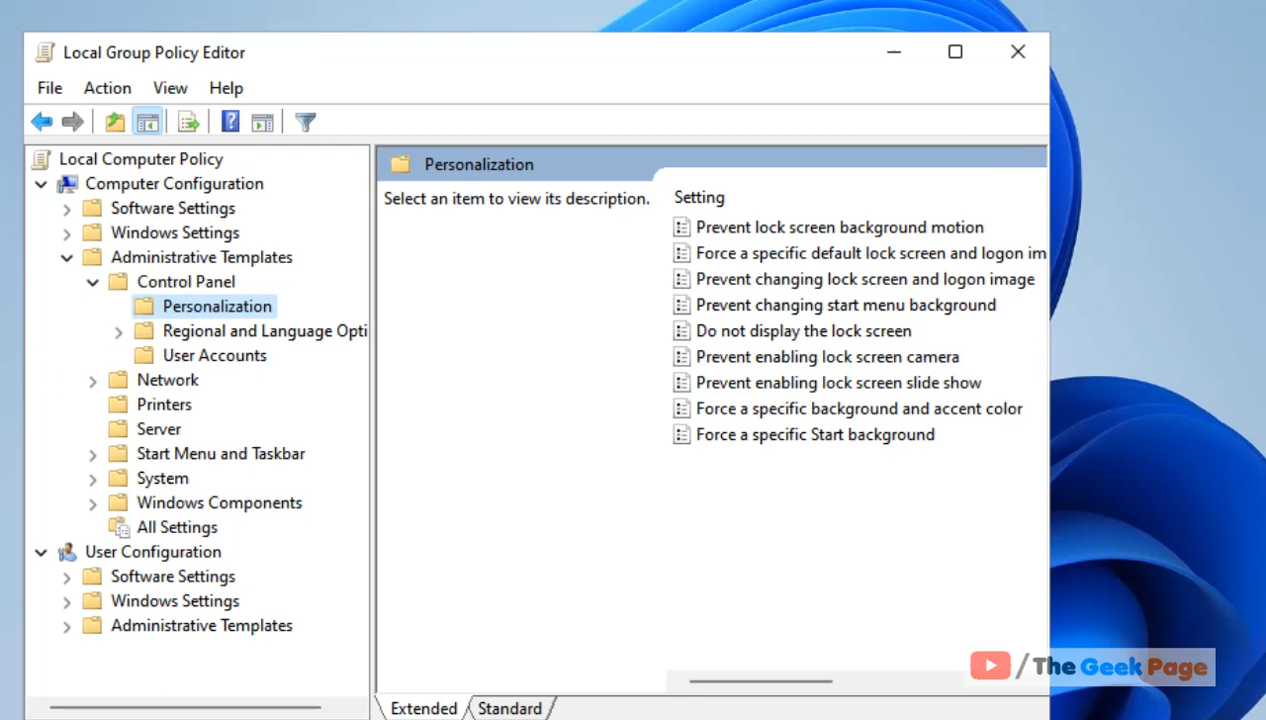 Local Group Policy Editor
File Action View Help
Local Computer Policy
Computer Configuration
Software Settings
Windows Settings
Administrative Templates
Control Panel
Personalization
Regional and Language Opti
User Accounts
Network
Printers
Server
Start Menu and Taskbar
System
Windows Components
All Settings
User Configuration
Software Settings
Windows Settings
Administrative Templates
Personalization
Select an item to view its description.
Setting
Prevent lock screen background motion
Force a specific default lock screen and logon im
Prevent changing lock screen and logon image
Prevent changing start menu background
Do not display the lock screen
Prevent enabling lock screen camera
Prevent enabling lock screen slide show
Force a specific background and accent color
Force a specific Start background
Extended Standard
/The Geek Page